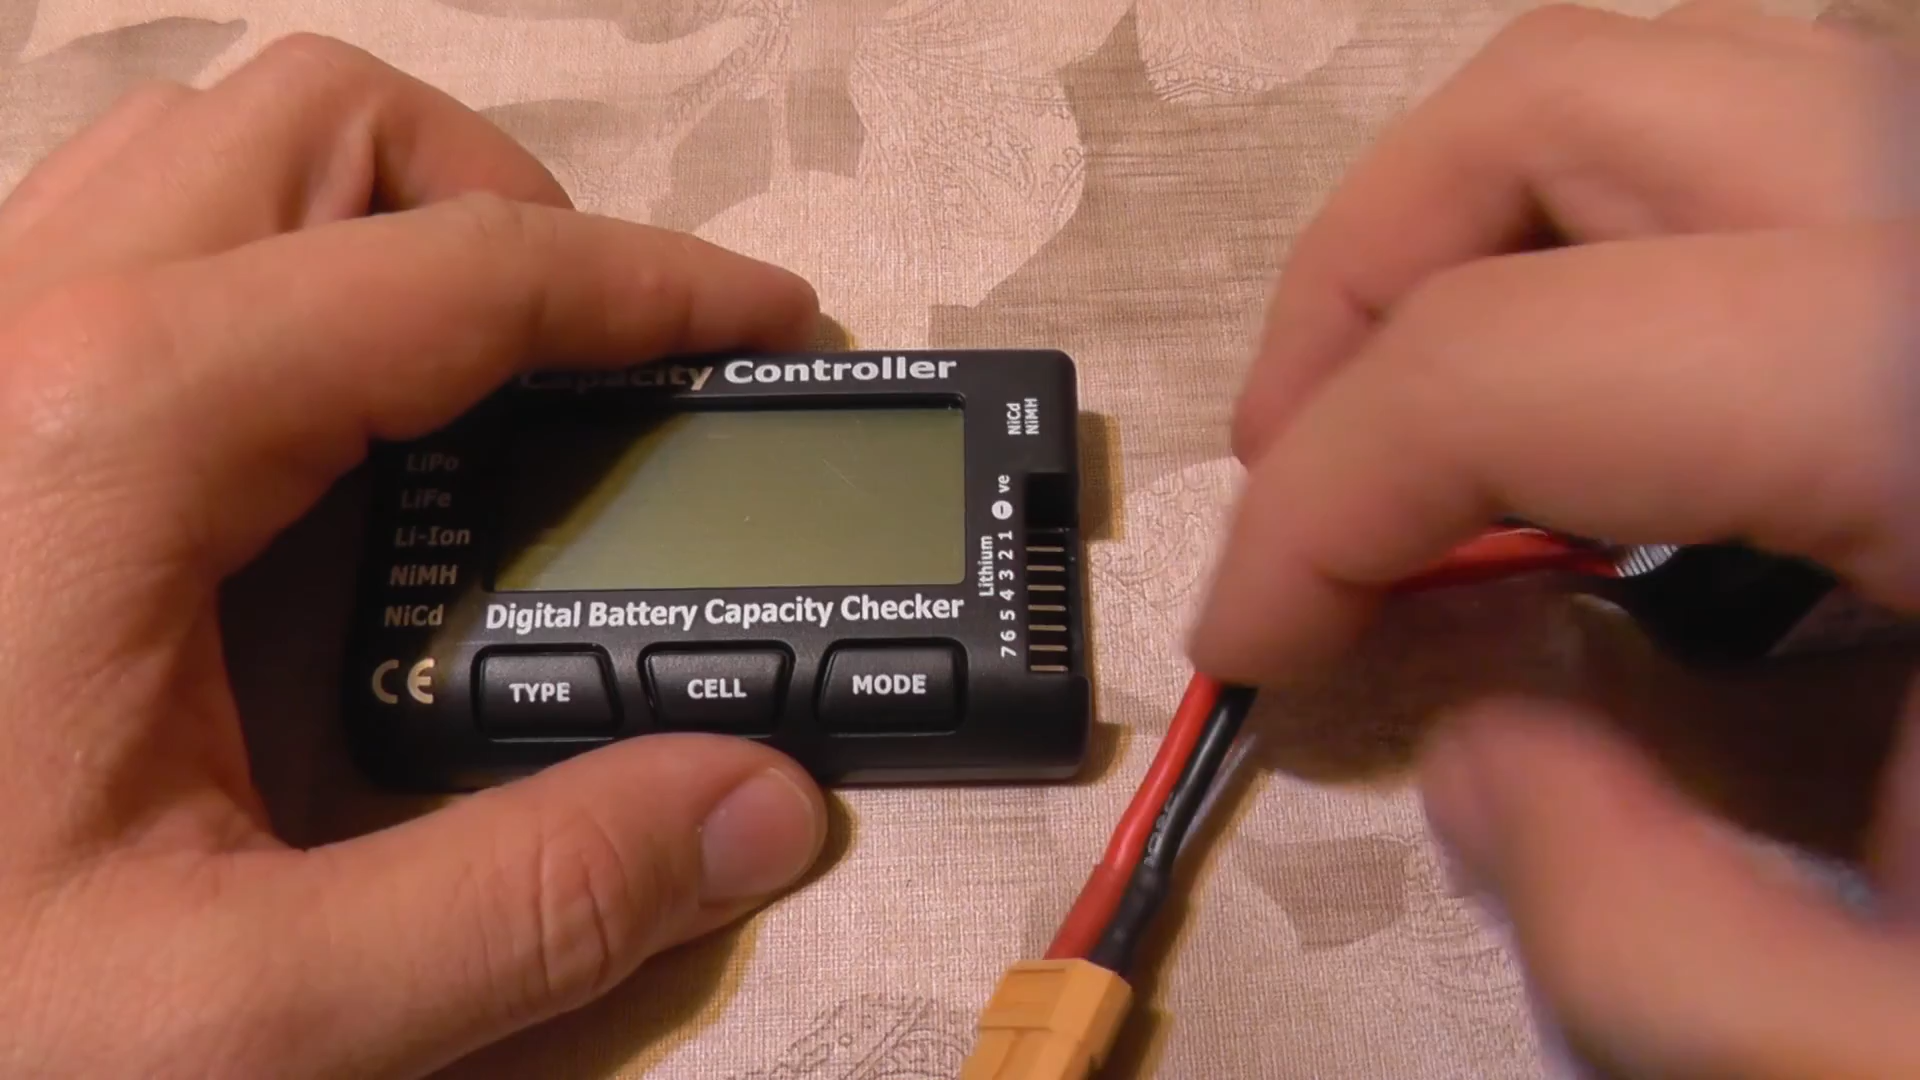 Capacity Controller
LiPo
LiFe
Li-Ion
NiMH
NiCd
CE
Digital Battery Capacity Checker
TYPE
CELL
MODE
NiCd
NiMH
Lithium
7 6 5 4 3 2 1 - ve